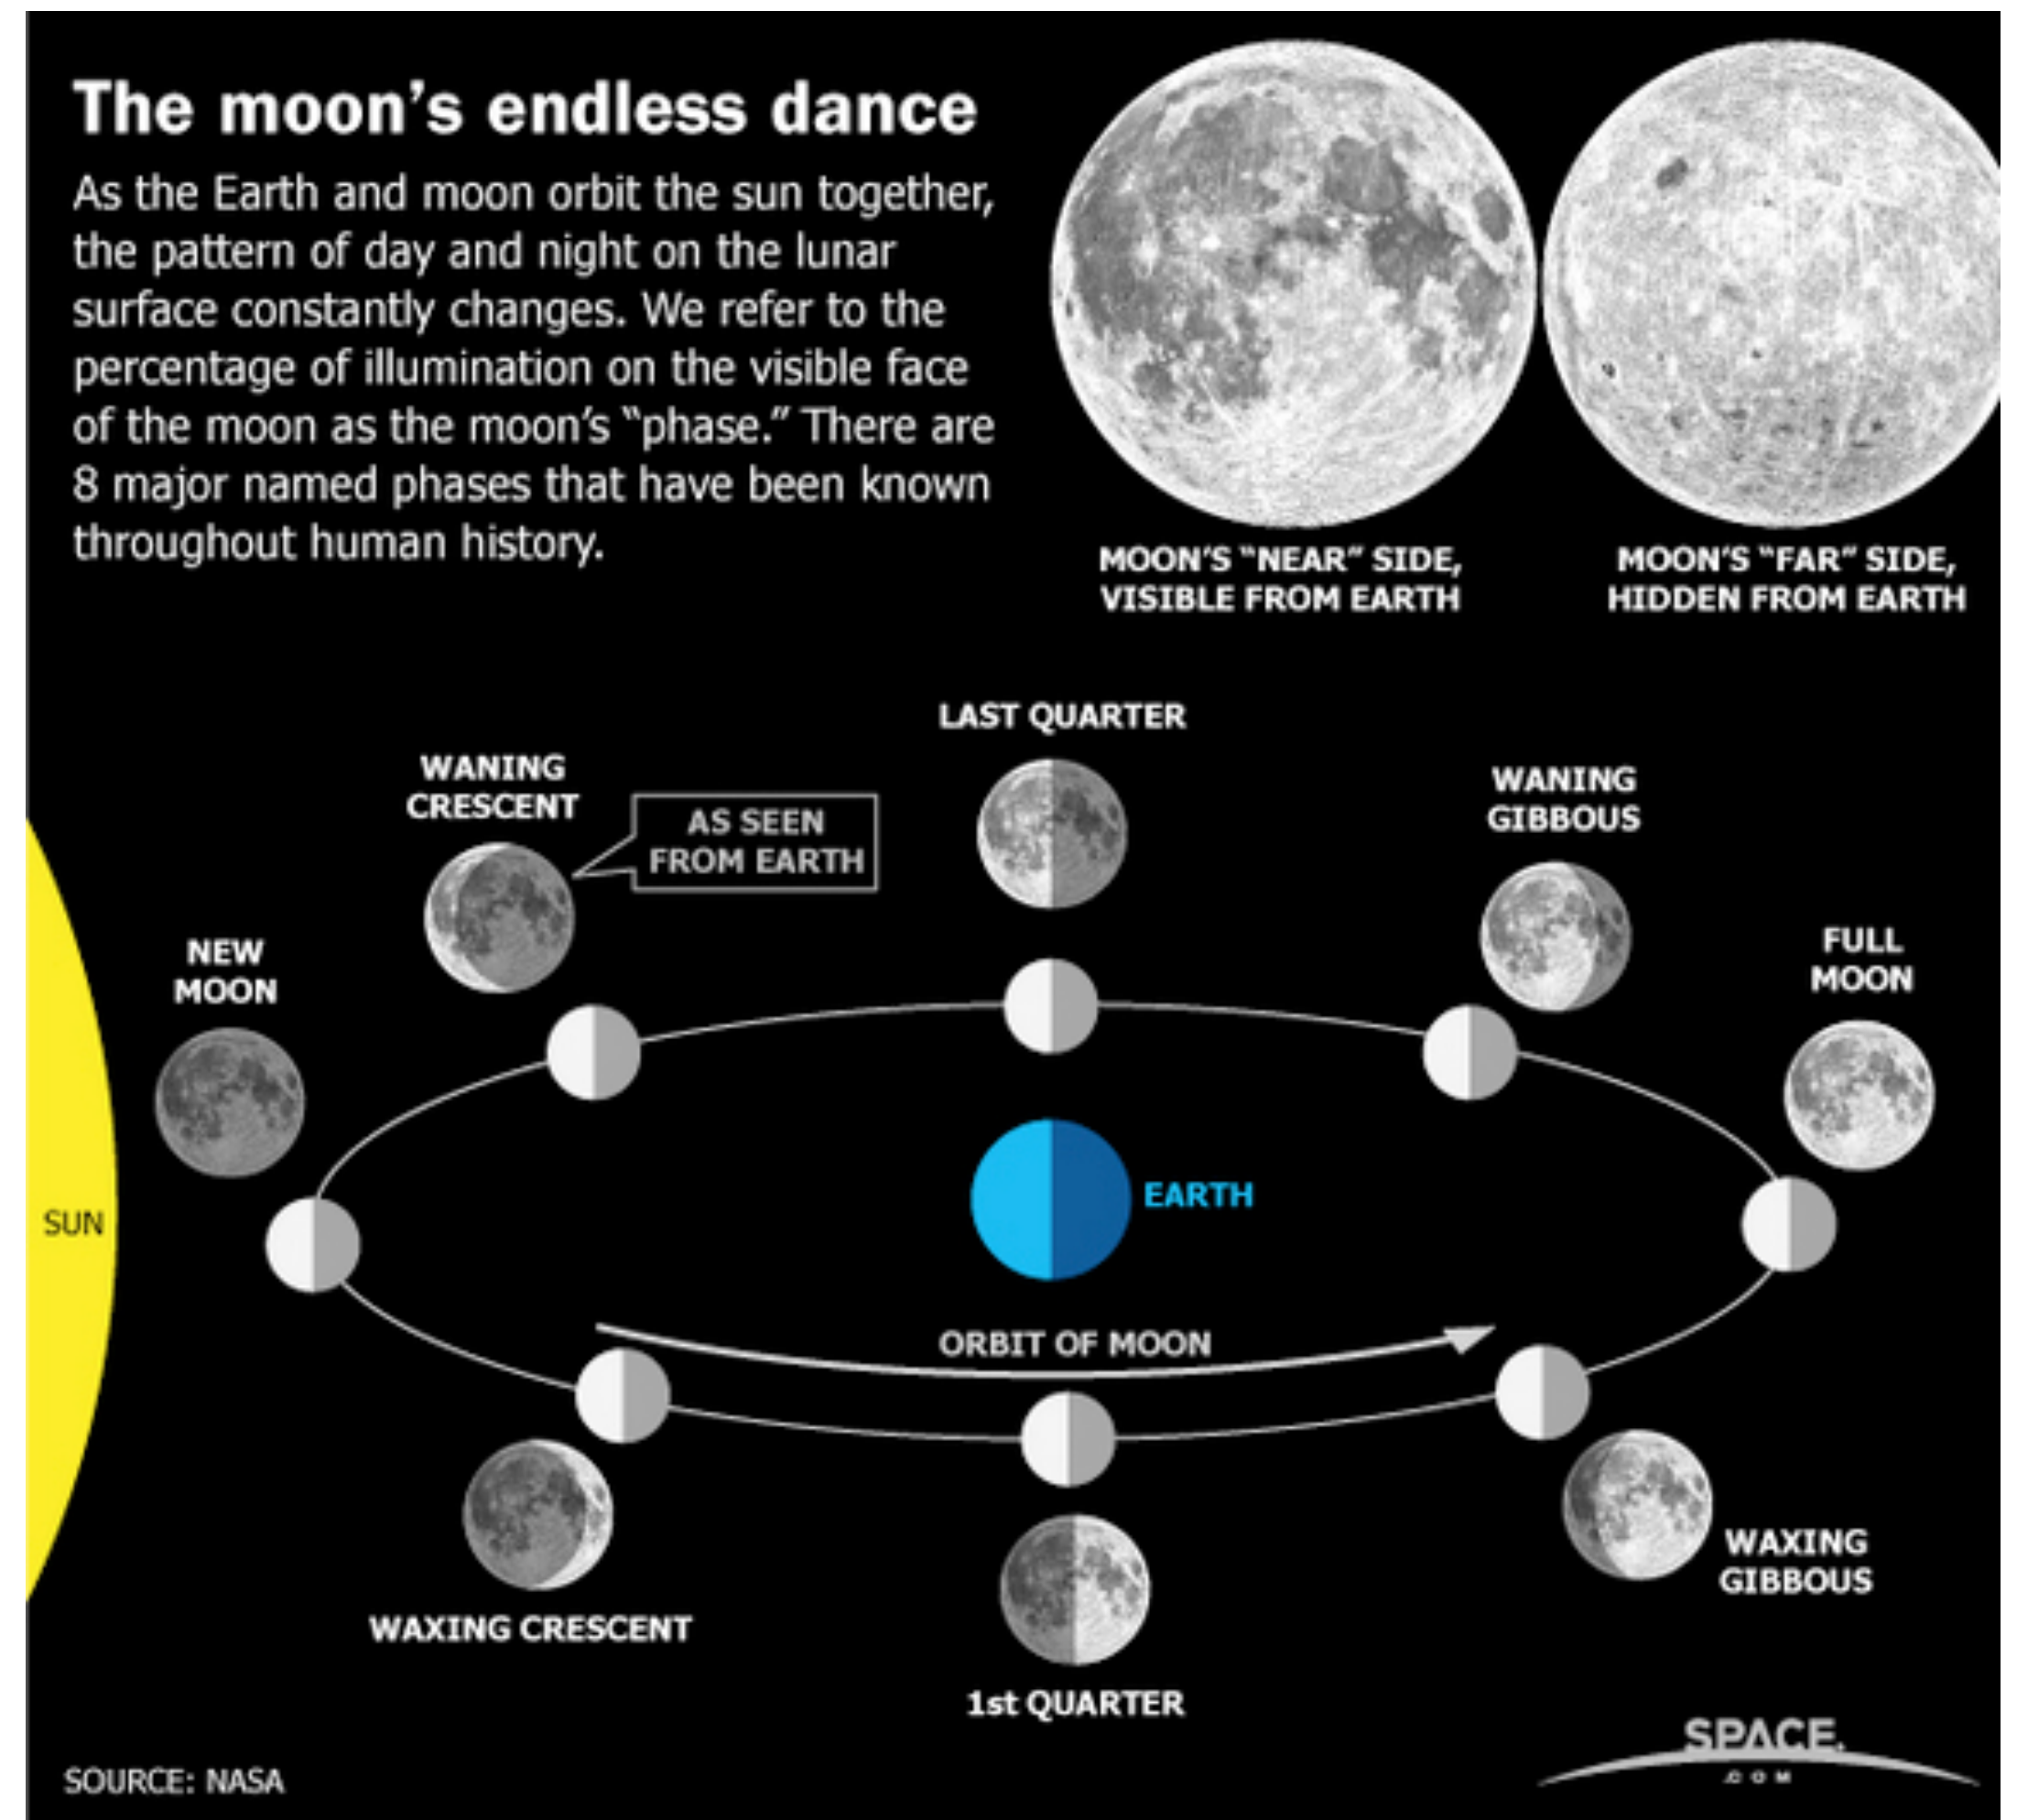 The moon's endless dance
As the Earth and moon orbit the sun together,
the pattern of day and night on the lunar
surface constantly changes. We refer to the
percentage of illumination on the visible face
of the moon as the moon's “phase.” There are
8 major named phases that have been known
throughout human history.
MOON'S “NEAR” SIDE,
VISIBLE FROM EARTH
MOON'S “FAR” SIDE,
HIDDEN FROM EARTH
LAST QUARTER
WANING
CRESCENT
AS SEEN
FROM EARTH
WANING
GIBBOUS
NEW
MOON
FULL
MOON
SUN
EARTH
ORBIT OF MOON
WAXING CRESCENT
1st QUARTER
WAXING
GIBBOUS
SOURCE: NASA
SPACE.
.COM